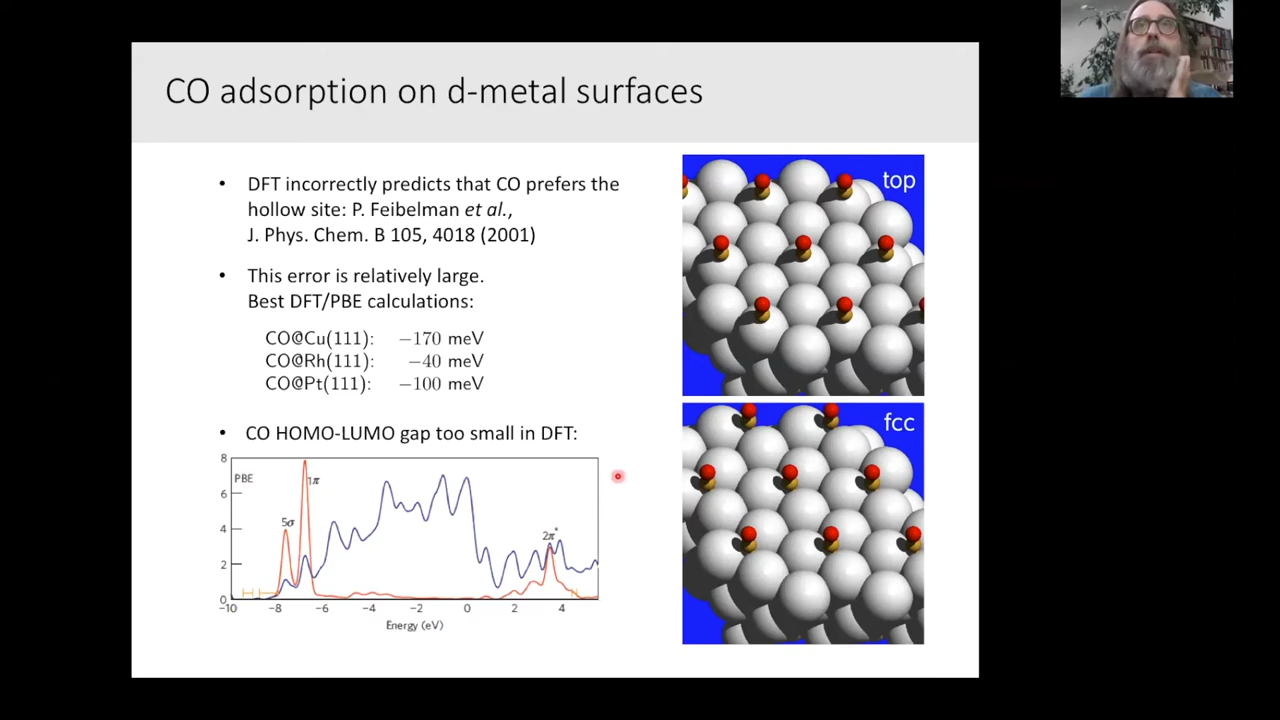 CO adsorption on d-metal surfaces
• DFT incorrectly predicts that CO prefers the
hollow site: P. Feibelman et al.,
J. Phys. Chem. B 105, 4018 (2001)
• This error is relatively large.
Best DFT/PBE calculations:
CO@Cu(111): −170 meV
CO@Rh(111): −40 meV
CO@Pt(111): −100 meV
• CO HOMO-LUMO gap too small in DFT:
8
6
4
2
0
PBE
5σ
1π
2π*
−10 −8 −6 −4 −2 0 2 4
Energy (eV)
top
fcc